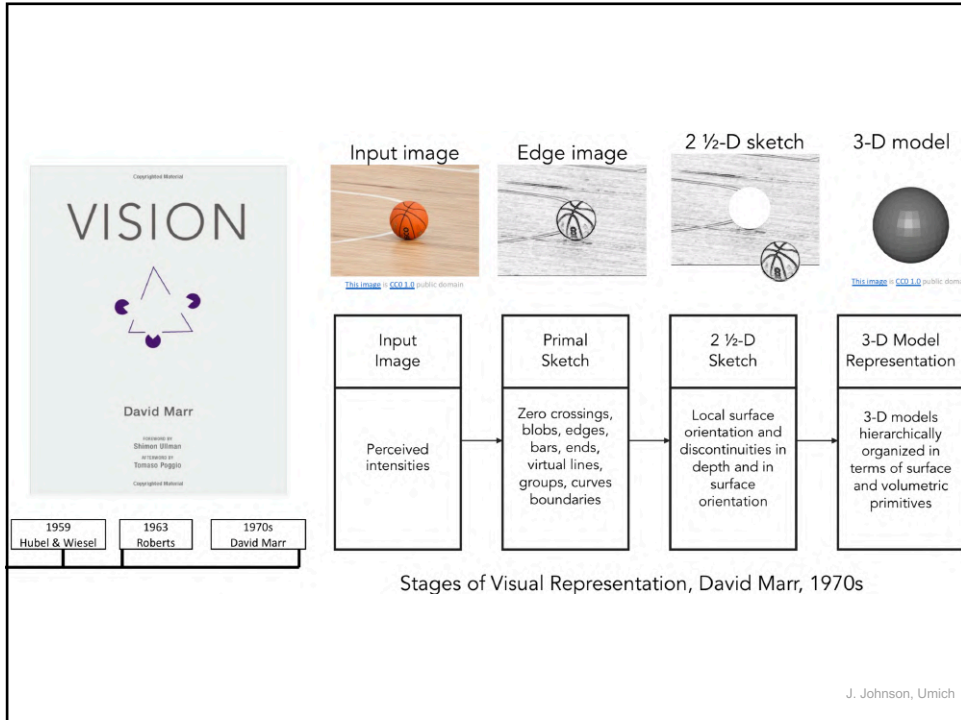 Copyrighted Material
VISION
David Marr
FOREWORD BY
Shimon Ullman
AFTERWORD BY
Tomaso Poggio
Copyrighted Material
1959
Hubel & Wiesel
1963
Roberts
1970s
David Marr
Input image
Edge image
2 ½-D sketch
3-D model
This image is CC0 1.0 public domain
This image is CC0 1.0 public doma
Input
Image
Perceived
intensities
Primal
Sketch
Zero crossings,
blobs, edges,
bars, ends,
virtual lines,
groups, curves
boundaries
2 ½-D
Sketch
Local surface
orientation and
discontinuities in
depth and in
surface
orientation
3-D Model
Representation
3-D models
hierarchically
organized in
terms of surface
and volumetric
primitives
Stages of Visual Representation, David Marr, 1970s
J. Johnson, Umich